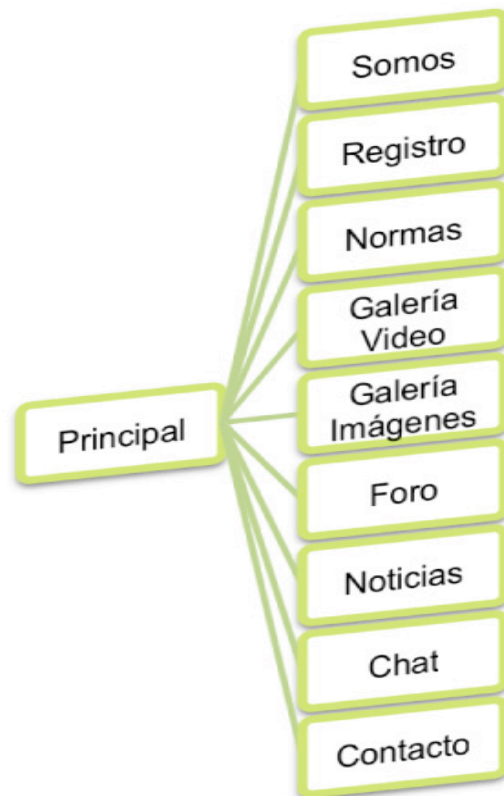 Somos
Registro
Normas
Galería
Video
Principal
Galería
Imágenes
Foro
Noticias
Chat
Contacto